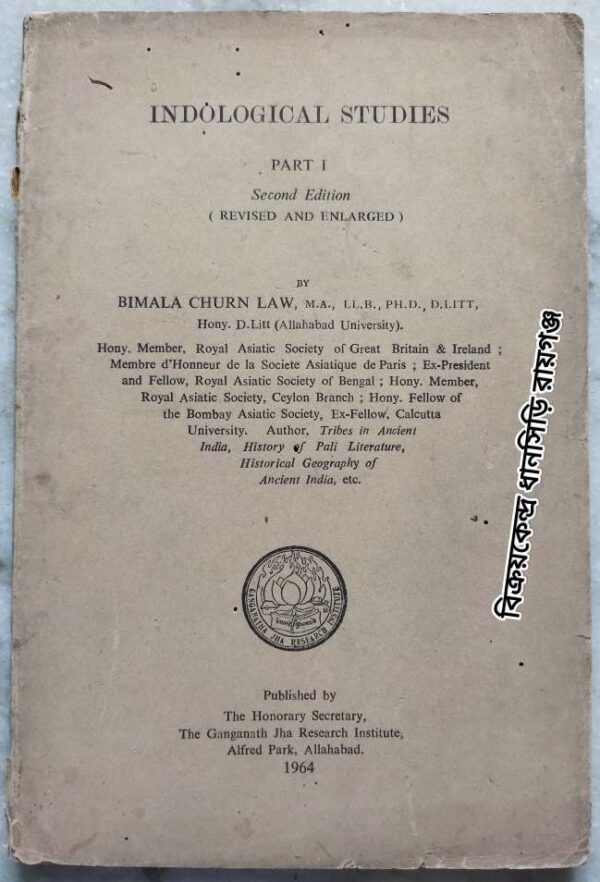 INDOLOGICAL STUDIES
PART I
Second Edition
( REVISED AND ENLARGED )
BY
BIMALA CHURN LAW, M.A., LL.B., PH.D., D.LITT,
Hony. D.Litt (Allahabad University).
Hony. Member, Royal Asiatic Society of Great Britain & Ireland ;
Membre d'Honneur de la Societe Asiatique de Paris ; Ex-President
and Fellow, Royal Asiatic Society of Bengal ; Hony. Member,
Royal Asiatic Society, Ceylon Branch ; Hony. Fellow of
the Bombay Asiatic Society, Ex-Fellow, Calcutta
University. Author, Tribes in Ancient
India, History of Pali Literature,
Historical Geography of
Ancient India, etc.
GANGANATHA JHA RESEARCH INSTITUTE
Published by
The Honorary Secretary,
The Ganganath Jha Research Institute,
Alfred Park, Allahabad.
1964
বিক্রয়কেন্দ্র ধানসিড়ি রায়গঞ্জ